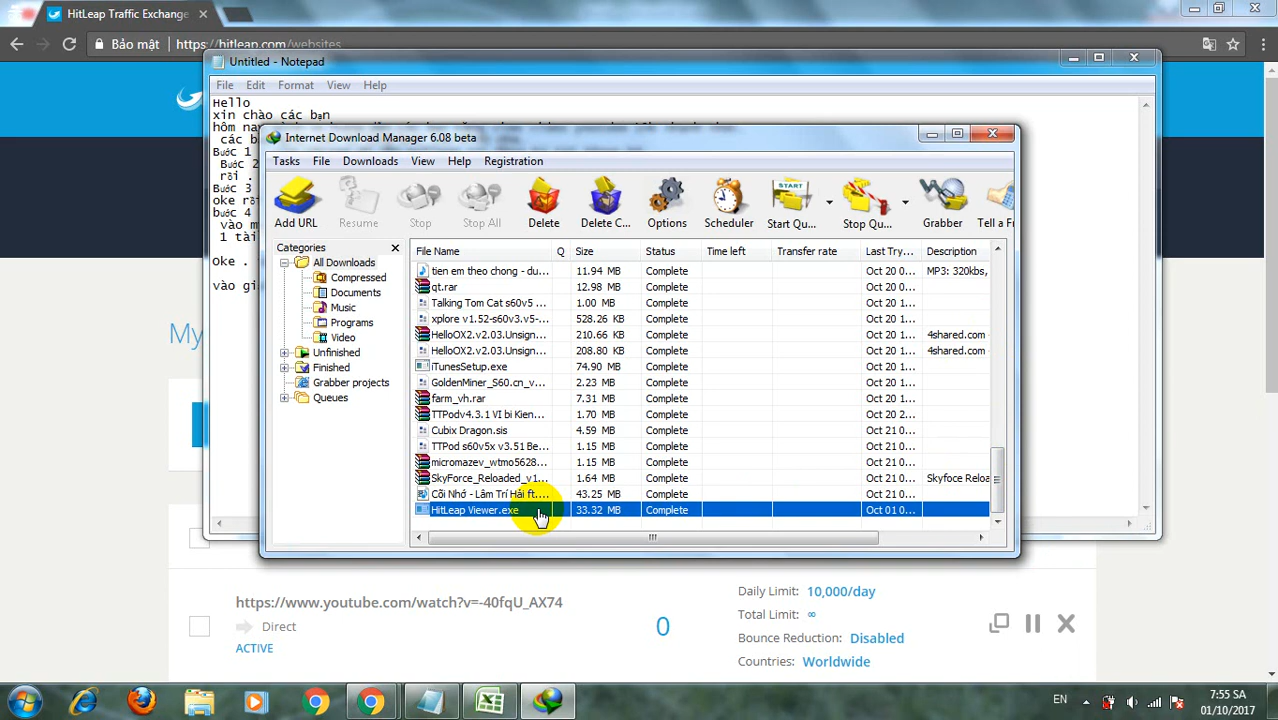 HitLeap Traffic Exchange
Bảo mật
https://hitleap.com/websites
Untitled - Notepad
File Edit Format View Help
Hello
xin chào các bạn
hôm na
các b
Bước 1
Bước 2
rồi .
Bước 3
oke rồ
bước 4
vào m
1 tài
Oke .
vào gi
My
Internet Download Manager 6.08 beta
Tasks File Downloads View Help Registration
Add URL Resume Stop Stop All Delete Delete C... Options Scheduler Start Qu... Stop Qu... Grabber Tell a F
Categories
All Downloads
Compressed
Documents
Music
Programs
Video
Unfinished
Finished
Grabber projects
Queues
File Name Q Size Status Time left Transfer rate Last Try... Description
tien em theo chong - du... 11.94 MB Complete Oct 20 0... MP3: 320kbs,
qt.rar 12.98 MB Complete Oct 20 0...
Talking Tom Cat s60v5 ... 1.00 MB Complete Oct 20 0...
xplore v1.52-s60v3.v5-... 528.26 KB Complete Oct 20 1...
HelloOX2.v2.03.Unsign... 210.66 KB Complete Oct 20 1... 4shared.com
HelloOX2.v2.03.Unsign... 208.80 KB Complete Oct 20 1... 4shared.com
iTunesSetup.exe 74.90 MB Complete Oct 20 1...
GoldenMiner_S60.cn_v... 2.23 MB Complete Oct 20 1...
farm_vh.rar 7.31 MB Complete Oct 20 1...
TTPodv4.3.1 VI bi Kien... 1.70 MB Complete Oct 20 2...
Cubix Dragon.sis 4.59 MB Complete Oct 21 0...
TTPod s60v5x v3.51 Be... 1.15 MB Complete Oct 21 0...
micromazev_wtmo5628... 1.15 MB Complete Oct 21 0...
SkyForce_Reloaded_v1... 1.64 MB Complete Oct 21 0... Skyfoce Reloa
Cõi Nhớ - Lâm Trí Hải ft.... 43.25 MB Complete Oct 21 0...
HitLeap Viewer.exe 33.32 MB Complete Oct 01 0...
https://www.youtube.com/watch?v=-40fqU_AX74
Direct
ACTIVE
0
Daily Limit: 10,000/day
Total Limit: ∞
Bounce Reduction: Disabled
Countries: Worldwide
EN
7:55 SA
01/10/2017